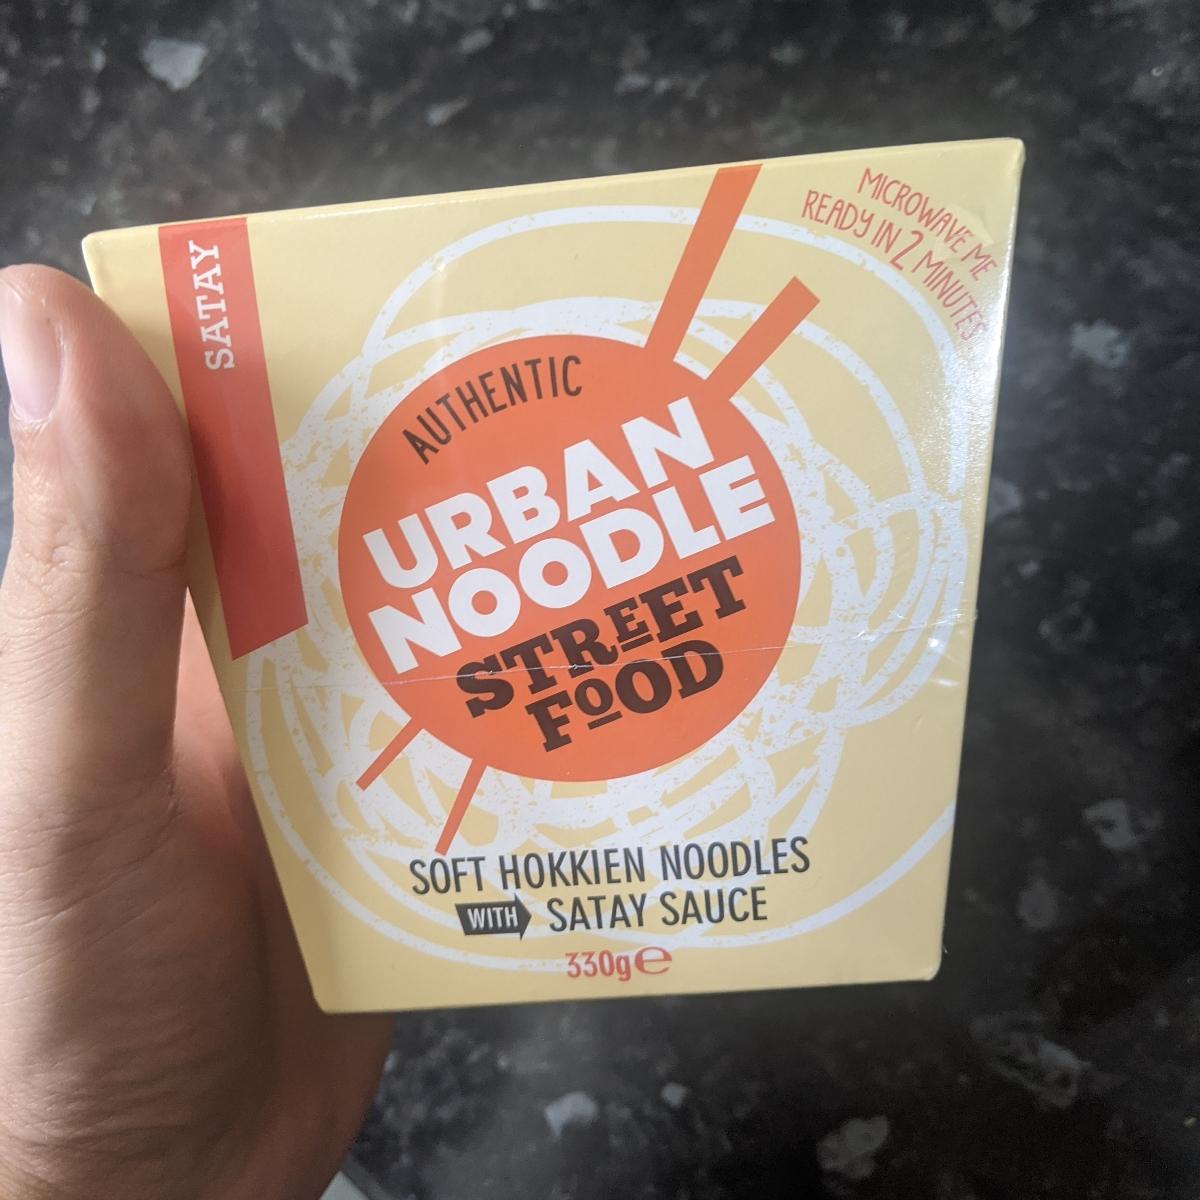 SATAY
MICROWAVE ME
READY IN 2 MINUTES
AUTHENTIC
URBAN
NOODLE
STREET
FOOD
SOFT HOKKIEN NOODLES
WITH SATAY SAUCE
330g℮